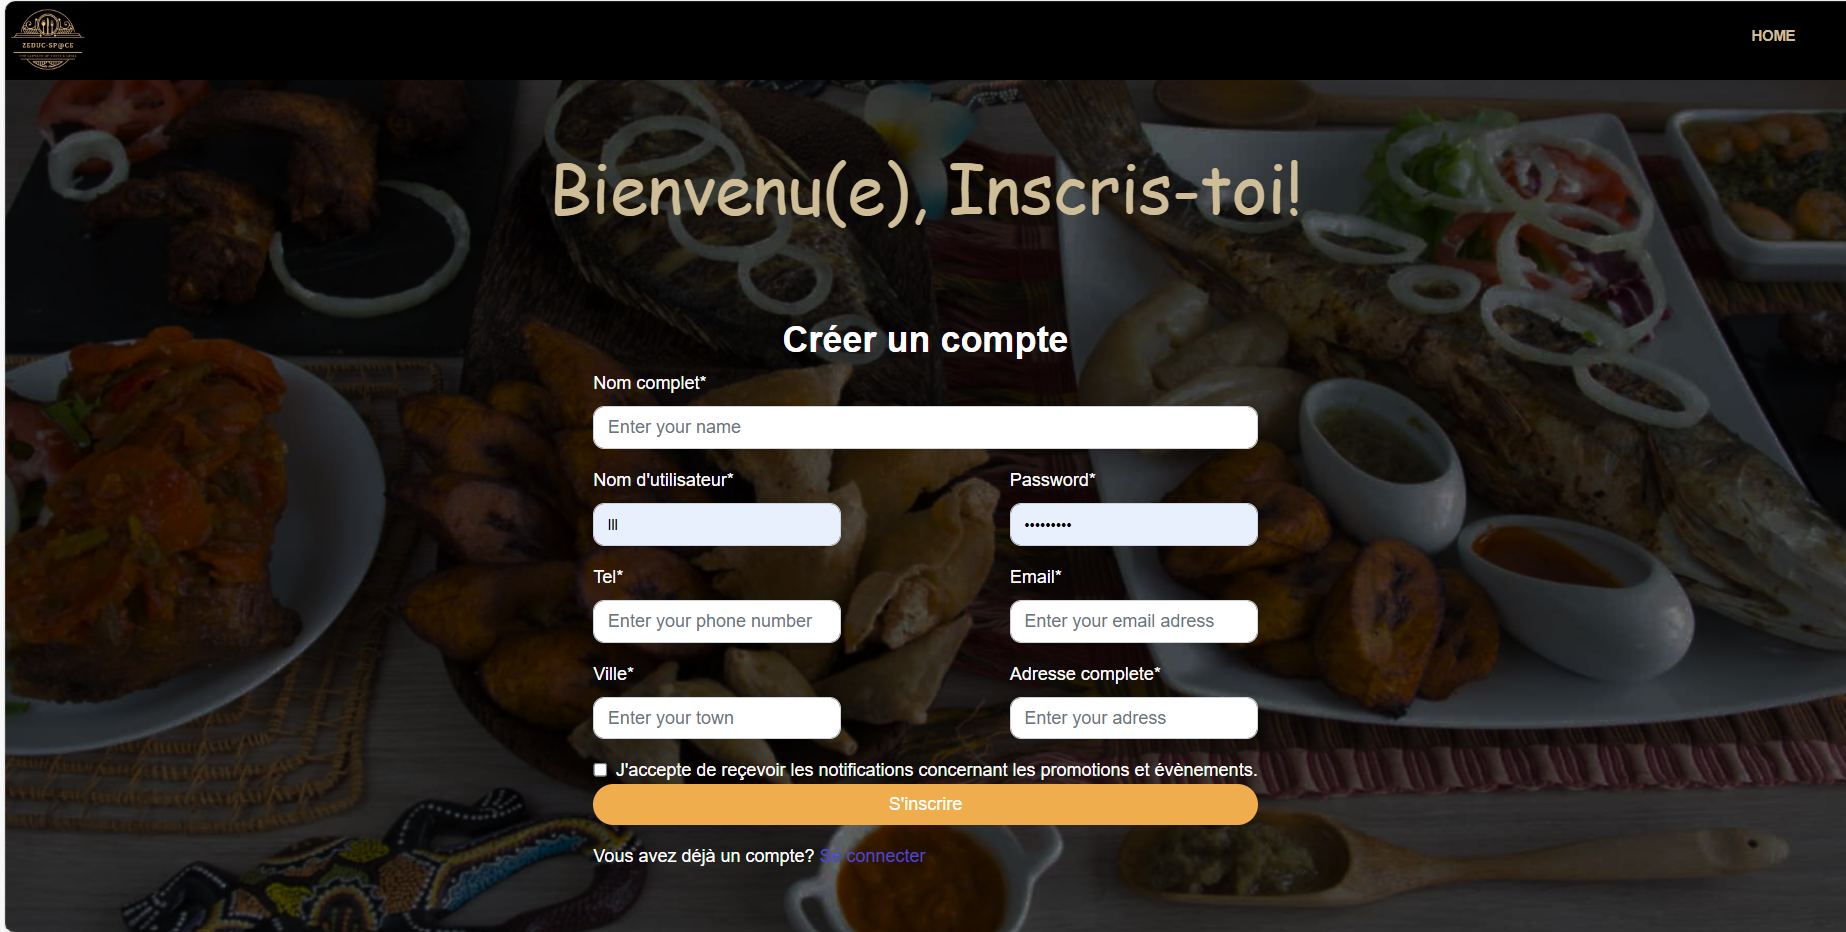 ZEDUC-SP@CE
HOME
Bienvenu(e), Inscris-toi!
Créer un compte
Nom complet*
Enter your name
Nom d'utilisateur* Password*
lll •••••••••
Tel* Email*
Enter your phone number Enter your email adress
Ville* Adresse complete*
Enter your town Enter your adress
J'accepte de reçevoir les notifications concernant les promotions et évènements.
S'inscrire
Vous avez déjà un compte? Se connecter